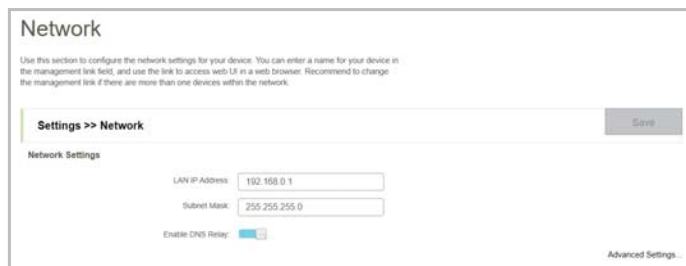 Network
Use this section to configure the network settings for your device. You can enter a name for your device in
the management link field, and use the link to access web UI in a web browser. Recommend to change
the management link if there are more than one devices within the network.
Settings >> Network
Save
Network Settings
LAN IP Address:
192.168.0.1
Subnet Mask:
255.255.255.0
Enable DNS Relay:
Advanced Settings...